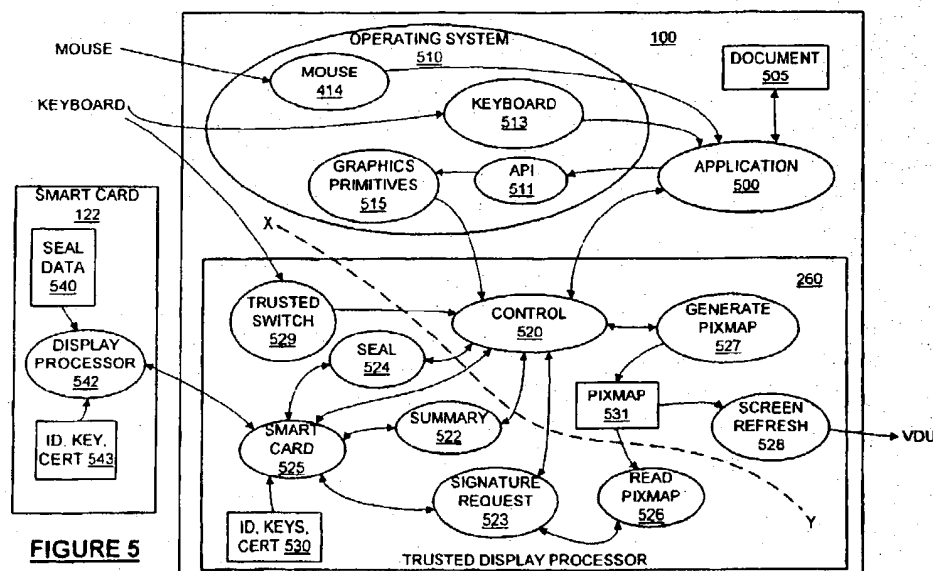 OPERATING SYSTEM
510
100
MOUSE
MOUSE
414
DOCUMENT
505
KEYBOARD
KEYBOARD
513
GRAPHICS
PRIMITIVES
515
API
511
APPLICATION
500
SMART CARD
122
SEAL
DATA
540
DISPLAY
PROCESSOR
542
ID, KEY,
CERT 543
X
260
TRUSTED
SWITCH
529
CONTROL
520
GENERATE
PIXMAP
527
SEAL
524
PIXMAP
531
SCREEN
REFRESH
528
VDU
SMART
CARD
525
SUMMARY
522
SIGNATURE
REQUEST
523
READ
PIXMAP
526
Y
ID, KEYS,
CERT 530
TRUSTED DISPLAY PROCESSOR
FIGURE 5